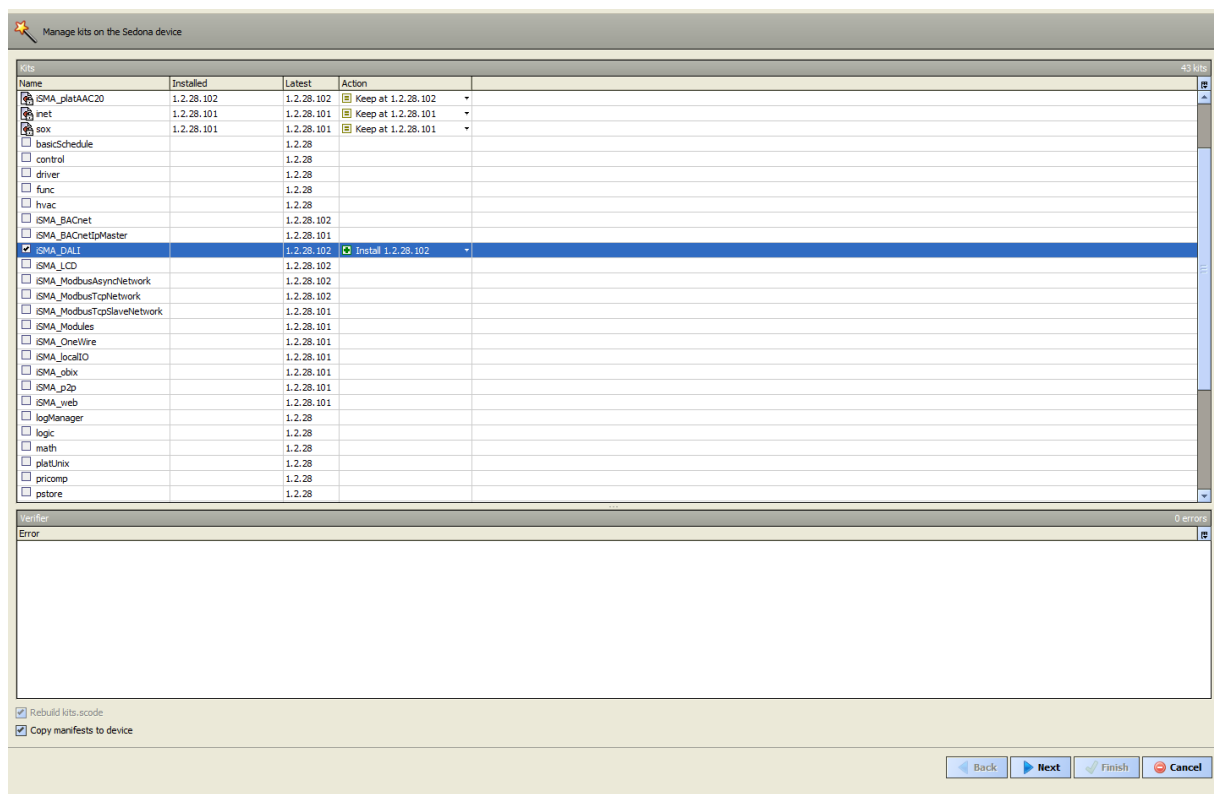 Manage kits on the Sedona device
Kits 43 kits
Name Installed Latest Action
iSMA_platAAC20 1.2.28.102 1.2.28.102 Keep at 1.2.28.102
inet 1.2.28.101 1.2.28.101 Keep at 1.2.28.101
sox 1.2.28.101 1.2.28.101 Keep at 1.2.28.101
basicSchedule 1.2.28
control 1.2.28
driver 1.2.28
func 1.2.28
hvac 1.2.28
iSMA_BACnet 1.2.28.102
iSMA_BACnetIpMaster 1.2.28.101
iSMA_DALI 1.2.28.102 Install 1.2.28.102
iSMA_LCD 1.2.28.102
iSMA_ModbusAsyncNetwork 1.2.28.102
iSMA_ModbusTcpNetwork 1.2.28.102
iSMA_ModbusTcpSlaveNetwork 1.2.28.101
iSMA_Modules 1.2.28.101
iSMA_OneWire 1.2.28.101
iSMA_localIO 1.2.28.101
iSMA_obix 1.2.28.101
iSMA_p2p 1.2.28.101
iSMA_web 1.2.28.101
logManager 1.2.28
logic 1.2.28
math 1.2.28
platUnix 1.2.28
pricomp 1.2.28
pstore 1.2.28
Verifier 0 errors
Error
Rebuild kits.scode
Copy manifests to device
Back Next Finish Cancel